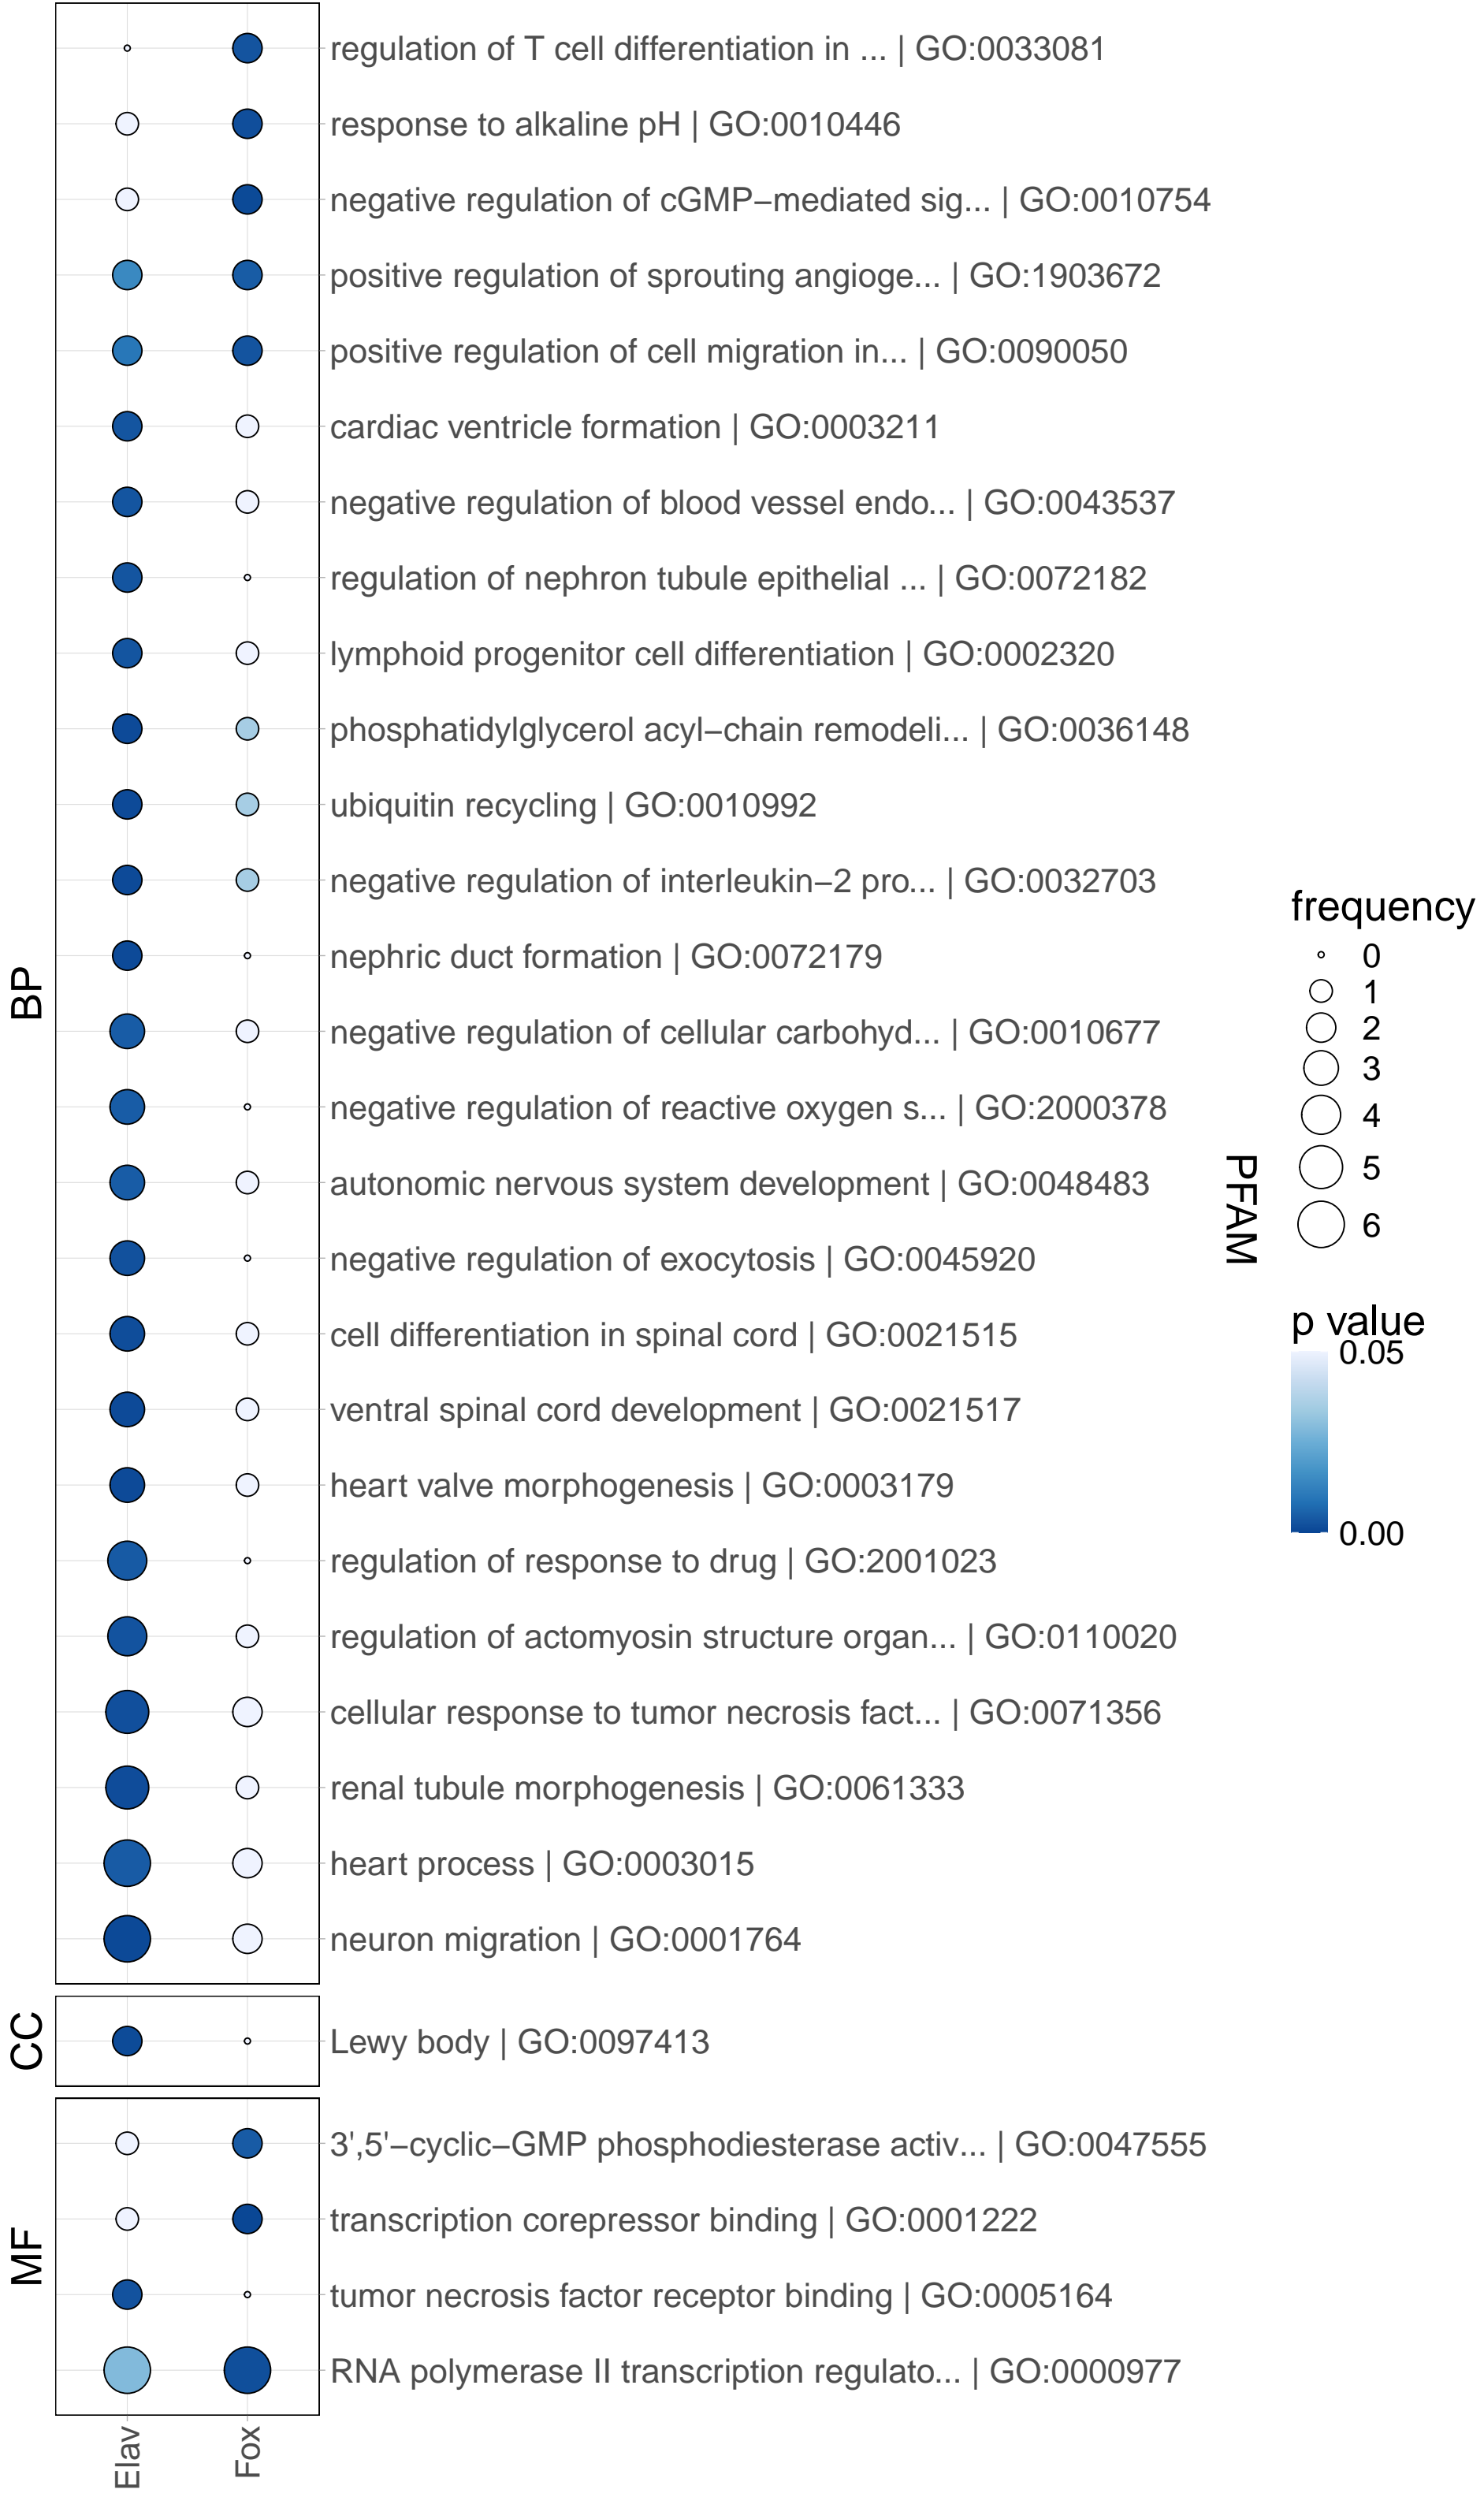 BP
regulation of T cell differentiation in ... | GO:0033081
response to alkaline pH | GO:0010446
negative regulation of cGMP−mediated sig... | GO:0010754
positive regulation of sprouting angioge... | GO:1903672
positive regulation of cell migration in... | GO:0090050
cardiac ventricle formation | GO:0003211
negative regulation of blood vessel endo... | GO:0043537
regulation of nephron tubule epithelial ... | GO:0072182
lymphoid progenitor cell differentiation | GO:0002320
phosphatidylglycerol acyl−chain remodeli... | GO:0036148
ubiquitin recycling | GO:0010992
negative regulation of interleukin−2 pro... | GO:0032703
nephric duct formation | GO:0072179
negative regulation of cellular carbohyd... | GO:0010677
negative regulation of reactive oxygen s... | GO:2000378
autonomic nervous system development | GO:0048483
negative regulation of exocytosis | GO:0045920
cell differentiation in spinal cord | GO:0021515
ventral spinal cord development | GO:0021517
heart valve morphogenesis | GO:0003179
regulation of response to drug | GO:2001023
regulation of actomyosin structure organ... | GO:0110020
cellular response to tumor necrosis fact... | GO:0071356
renal tubule morphogenesis | GO:0061333
heart process | GO:0003015
neuron migration | GO:0001764
CC
Lewy body | GO:0097413
MF
3',5'−cyclic−GMP phosphodiesterase activ... | GO:0047555
transcription corepressor binding | GO:0001222
tumor necrosis factor receptor binding | GO:0005164
RNA polymerase II transcription regulato... | GO:0000977
Elav
Fox
PFAM
frequency
0
1
2
3
4
5
6
p value
0.05
0.00